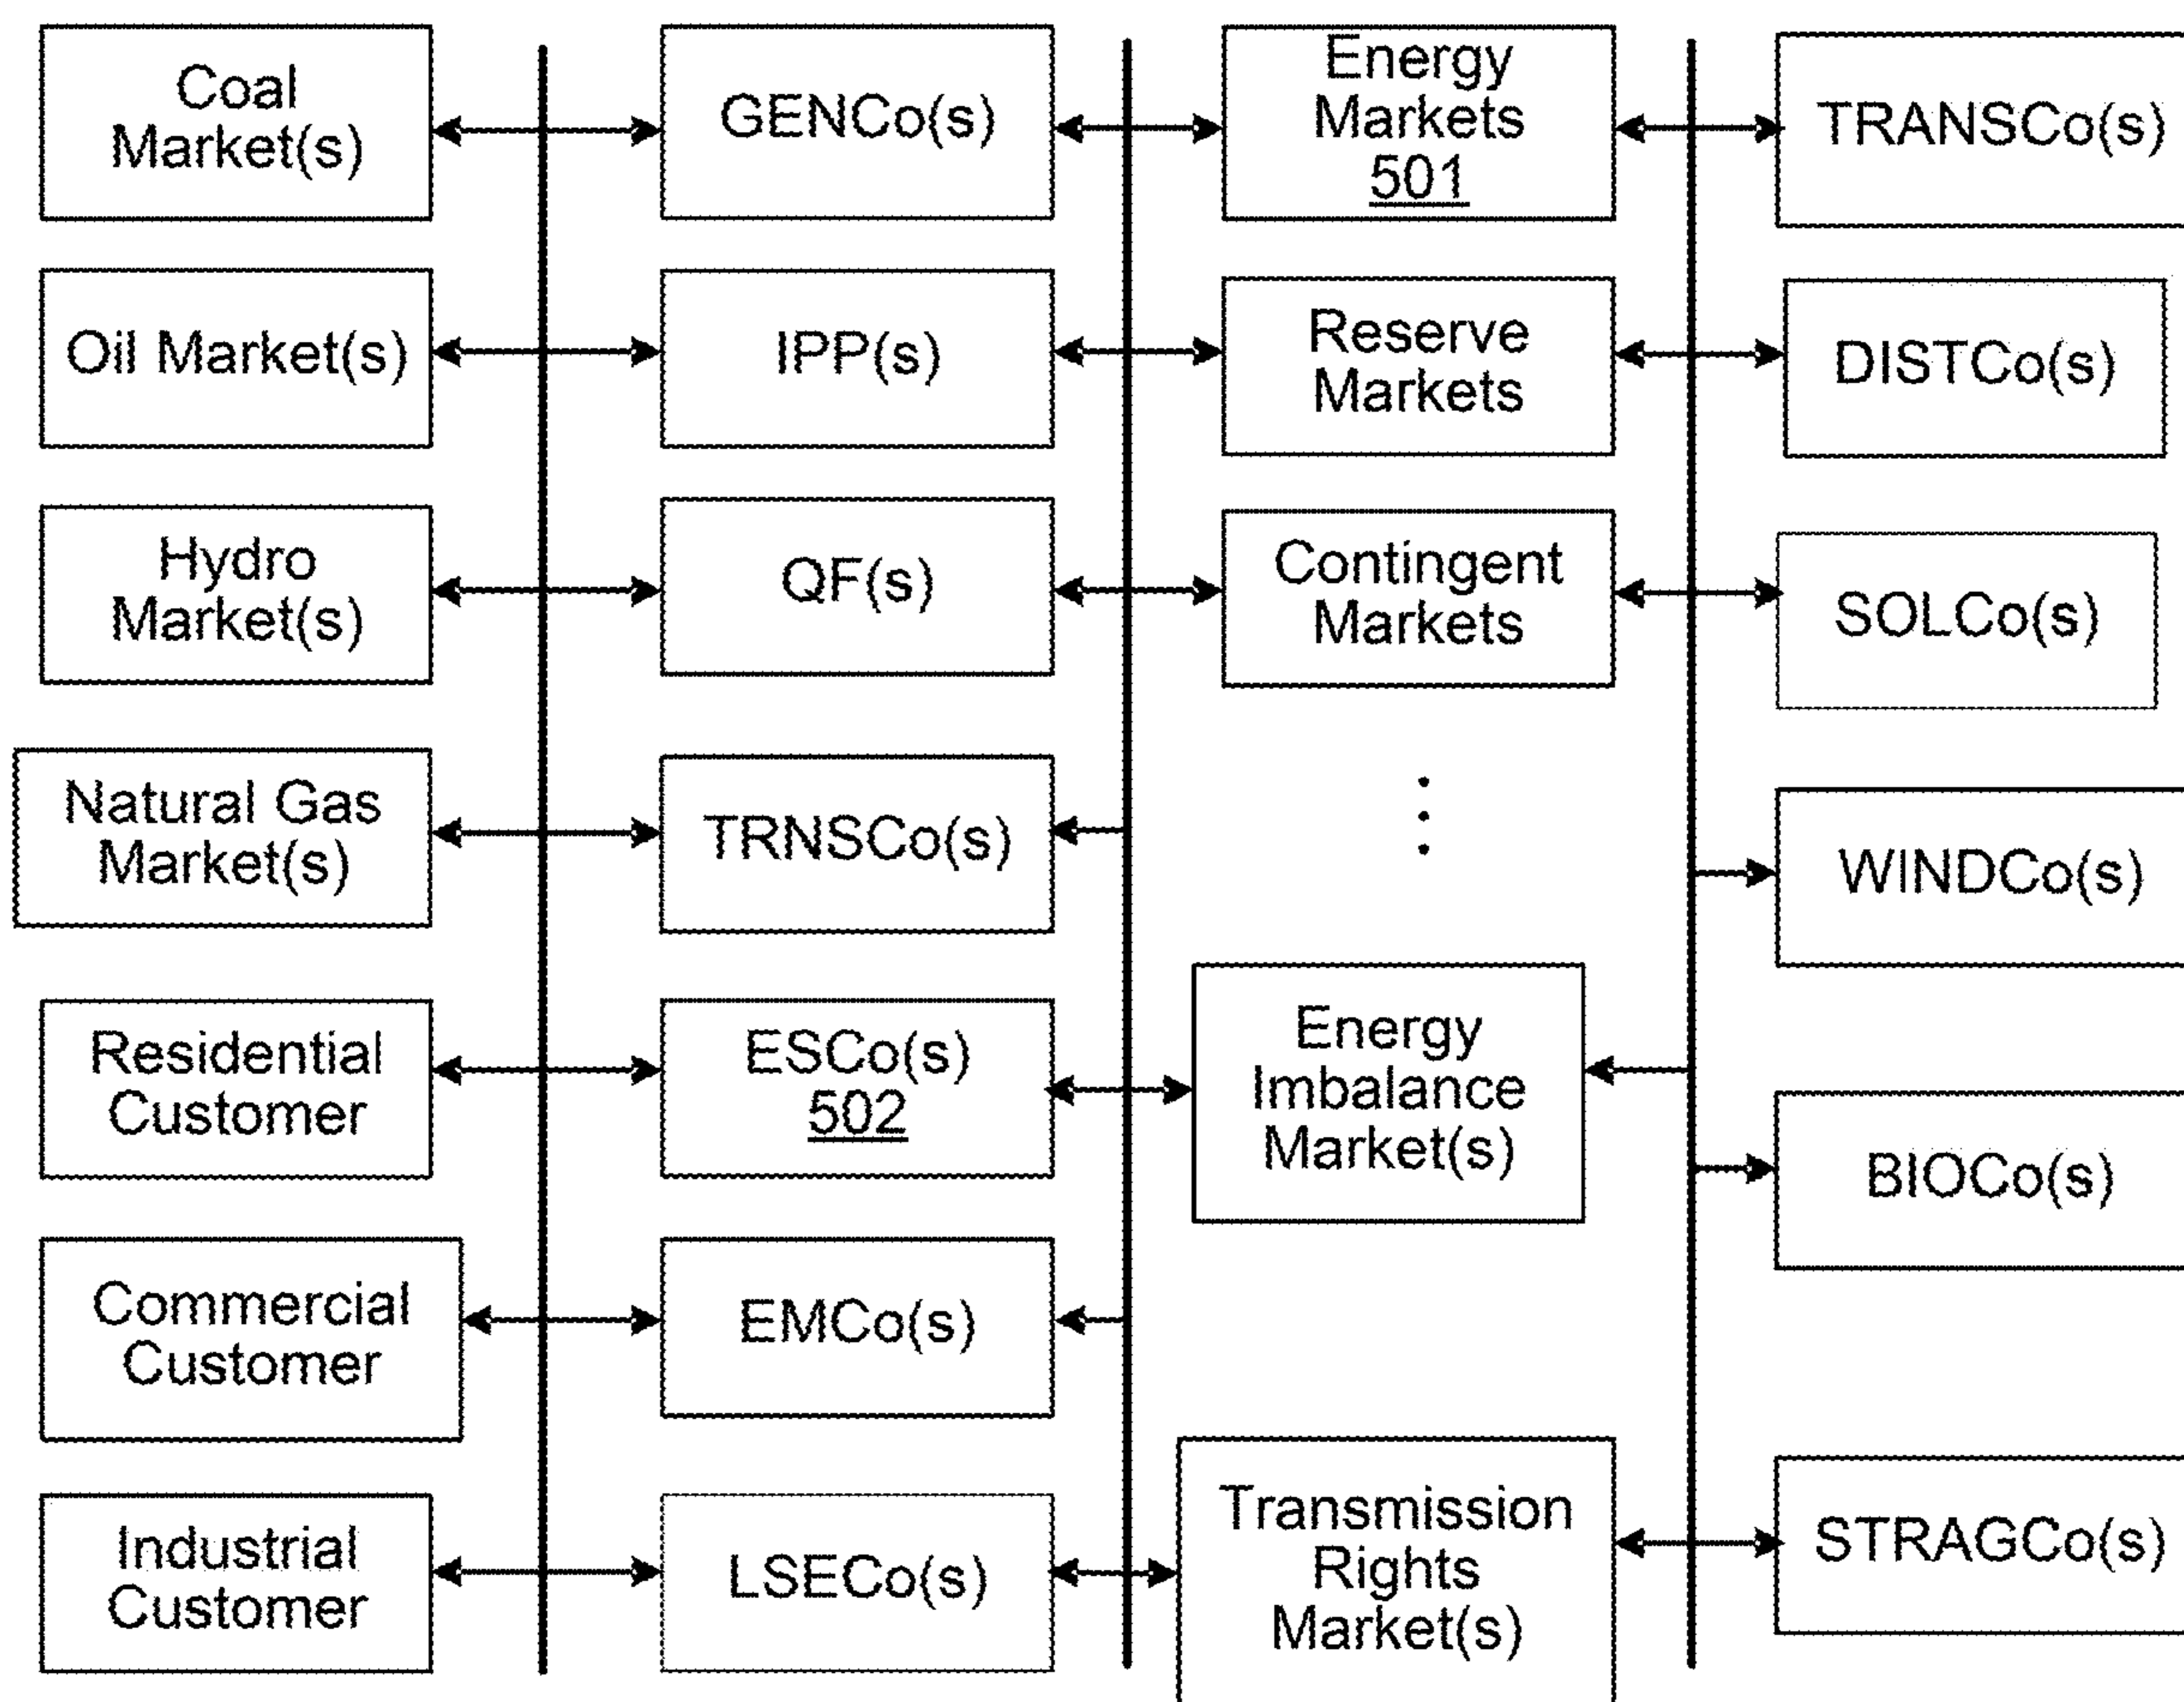 Coal
Market(s)
GENCo(s)
Energy
Markets
501
TRANSCo(s)
Oil Market(s)
IPP(s)
Reserve
Markets
DISTCo(s)
Hydro
Market(s)
QF(s)
Contingent
Markets
SOLCo(s)
Natural Gas
Market(s)
TRNSCo(s)
WINDCo(s)
Residential
Customer
ESCo(s)
502
Energy
Imbalance
Market(s)
BIOCo(s)
Commercial
Customer
EMCo(s)
Industrial
Customer
LSECo(s)
Transmission
Rights
Market(s)
STRAGCo(s)